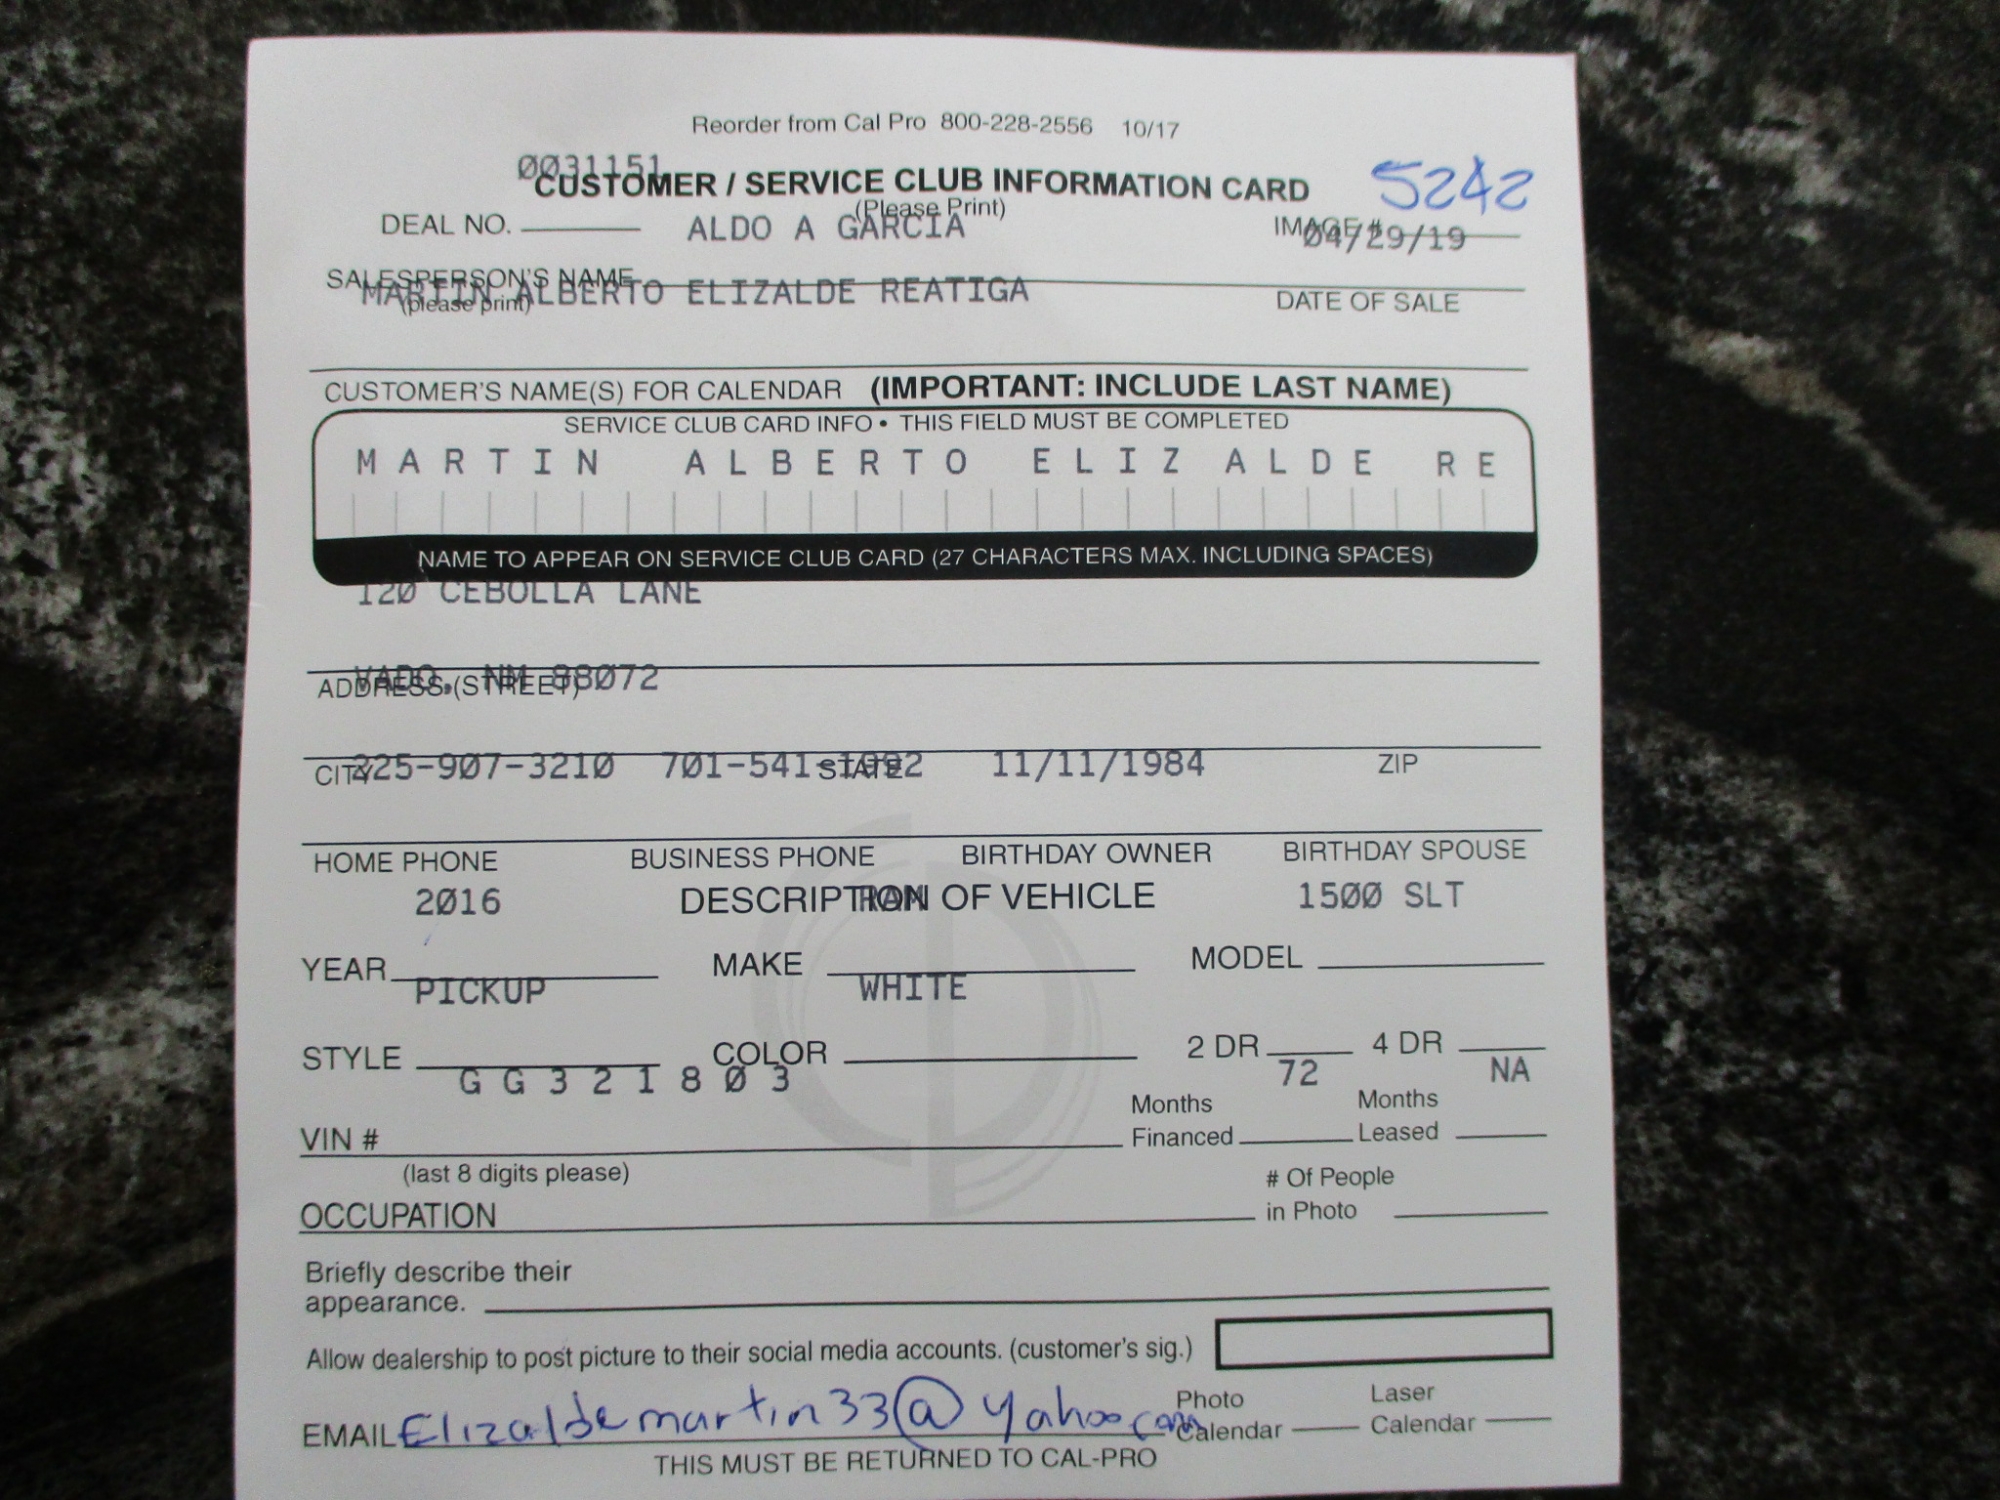 Reorder from Cal Pro 800-228-2556 10/17
0031151
CUSTOMER / SERVICE CLUB INFORMATION CARD 5242
(Please Print)
DEAL NO. ALDO A GARCIA IMAGE # 04/29/19
SALESPERSON'S NAME
MARTIN ALBERTO ELIZALDE REATIGA
(please print) DATE OF SALE
CUSTOMER'S NAME(S) FOR CALENDAR (IMPORTANT: INCLUDE LAST NAME)
SERVICE CLUB CARD INFO • THIS FIELD MUST BE COMPLETED
MARTIN ALBERTO ELIZALDE RE
NAME TO APPEAR ON SERVICE CLUB CARD (27 CHARACTERS MAX. INCLUDING SPACES)
120 CEBOLLA LANE
VADO, NM 88072
ADDRESS (STREET)
225-907-3210 701-541-1992 11/11/1984
CITY STATE ZIP
HOME PHONE BUSINESS PHONE BIRTHDAY OWNER BIRTHDAY SPOUSE
2016 DESCRIPTION OF VEHICLE RAM 1500 SLT
YEAR MAKE MODEL
PICKUP WHITE
STYLE COLOR 2 DR 4 DR
GG321803 72 NA
VIN # Months Financed Months Leased
(last 8 digits please)
OCCUPATION # Of People in Photo
Briefly describe their
appearance.
Allow dealership to post picture to their social media accounts. (customer's sig.)
EMAIL Elizaldemartin33@yahoo.com Photo Calendar Laser Calendar
THIS MUST BE RETURNED TO CAL-PRO